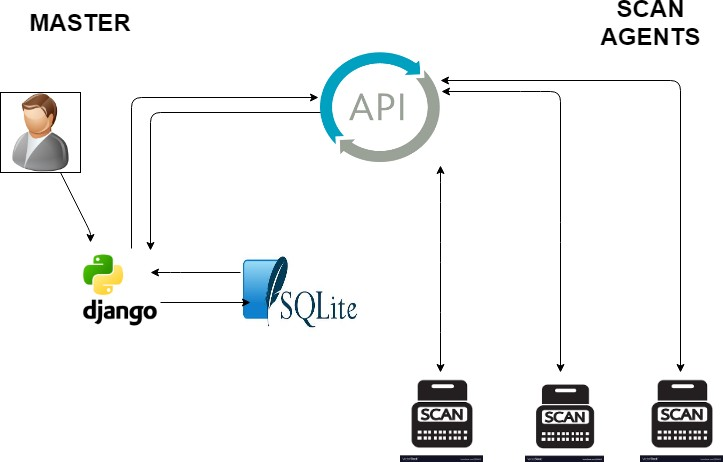 MASTER
SCAN
AGENTS
API
django
SQLite
SCAN
SCAN
SCAN